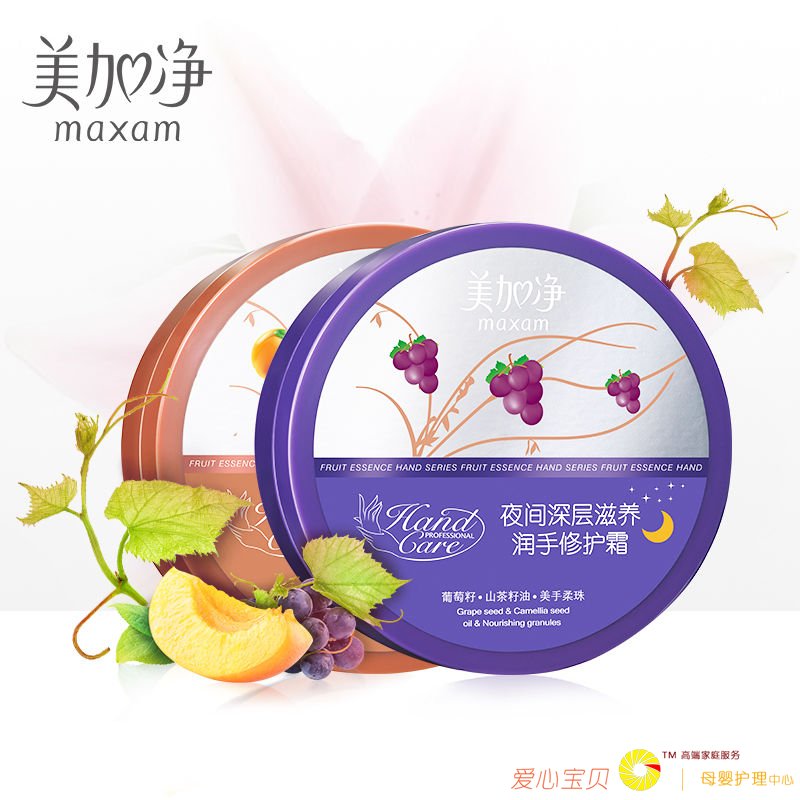 美加净
maxam
美加净
maxam
FRUIT ESSENCE
FRUIT ESSENCE HAND SERIES FRUIT ESSENCE HAND SERIES FRUIT ESSENCE HAND
Hand
PROFESSIONAL
Care
夜间深层滋养
润手修护霜
葡萄籽•山茶籽油•美手柔珠
Grape seed & Camellia seed
oil & Nourishing granules
爱心宝贝
TM 高端家庭服务
母婴护理中心